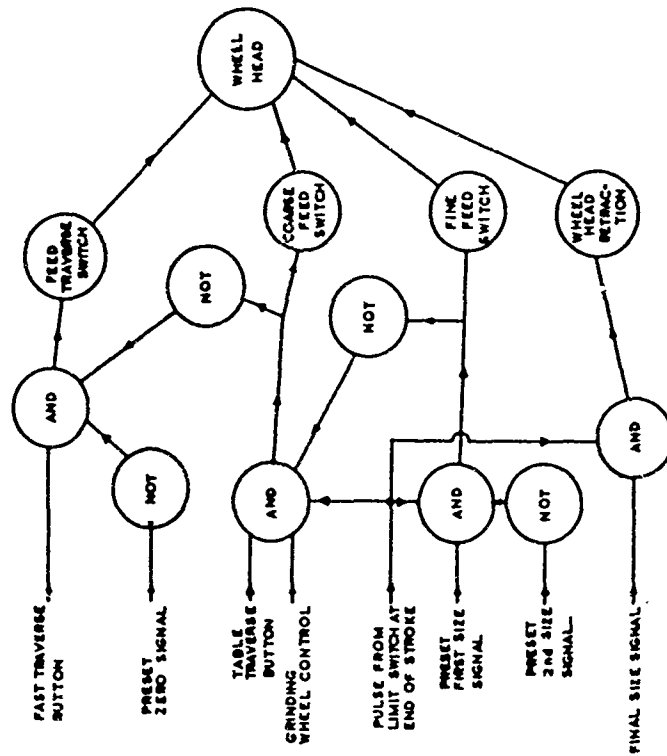 FAST TRAVERSE
BUTTON
PRESET
ZERO SIGNAL
TABLE
TRAVERSE
BUTTON
GRINDING
WHEEL CONTROL
PULSE FROM
LIMIT SWITCH AT
END OF STROKE
PRESET
FIRST SIZE
SIGNAL
PRESET
2nd SIZE
SIGNAL
FINAL SIZE SIGNAL
AND
NOT
NOT
AND
NOT
AND
NOT
AND
FEED
TRAVERSE
SWITCH
COARSE
FEED
SWITCH
FINE
FEED
SWITCH
WHEEL
HEAD
RETRAC-
TION
WHEEL
HEAD